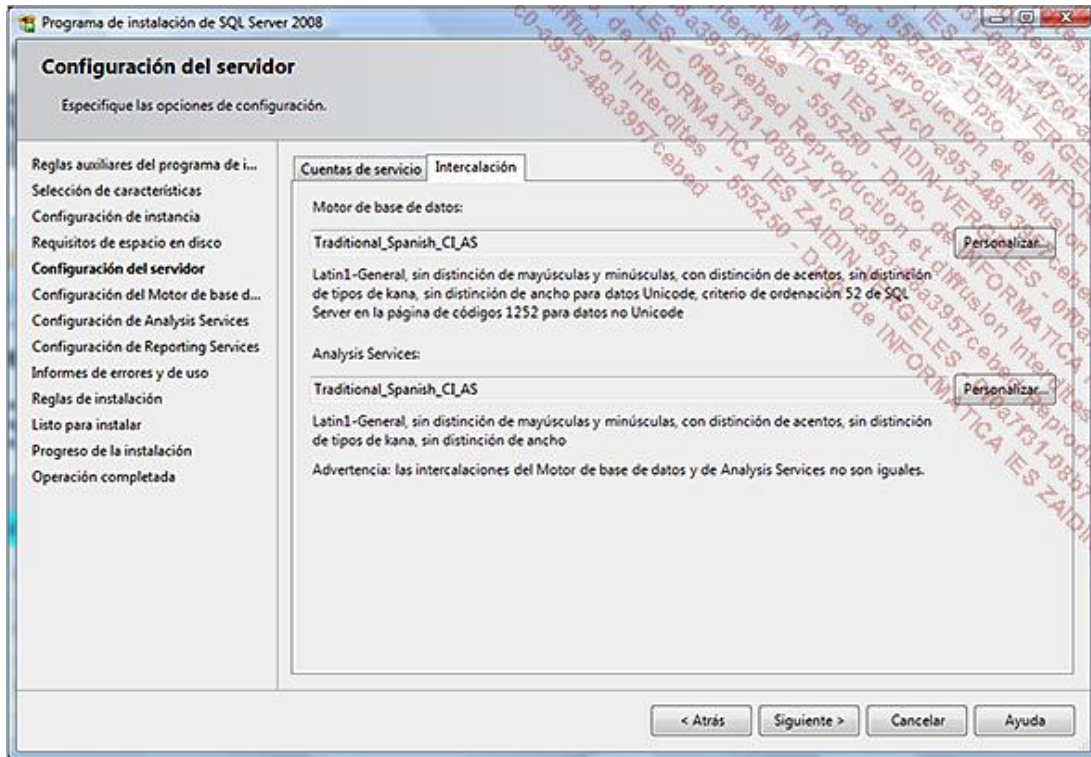 Programa de instalación de SQL Server 2008
Configuración del servidor
Especifique las opciones de configuración.
Reglas auxiliares del programa de i...
Selección de características
Configuración de instancia
Requisitos de espacio en disco
Configuración del servidor
Configuración del Motor de base d...
Configuración de Analysis Services
Configuración de Reporting Services
Informes de errores y de uso
Reglas de instalación
Listo para instalar
Progreso de la instalación
Operación completada
Cuentas de servicio
Intercalación
Motor de base de datos:
Traditional_Spanish_CI_AS
Personalizar...
Latin1-General, sin distinción de mayúsculas y minúsculas, con distinción de acentos, sin distinción
de tipos de kana, sin distinción de ancho para datos Unicode, criterio de ordenación 52 de SQL
Server en la página de códigos 1252 para datos no Unicode
Analysis Services:
Traditional_Spanish_CI_AS
Personalizar...
Latin1-General, sin distinción de mayúsculas y minúsculas, con distinción de acentos, sin distinción
de tipos de kana, sin distinción de ancho
Advertencia: las intercalaciones del Motor de base de datos y de Analysis Services no son iguales.
< Atrás
Siguiente >
Cancelar
Ayuda